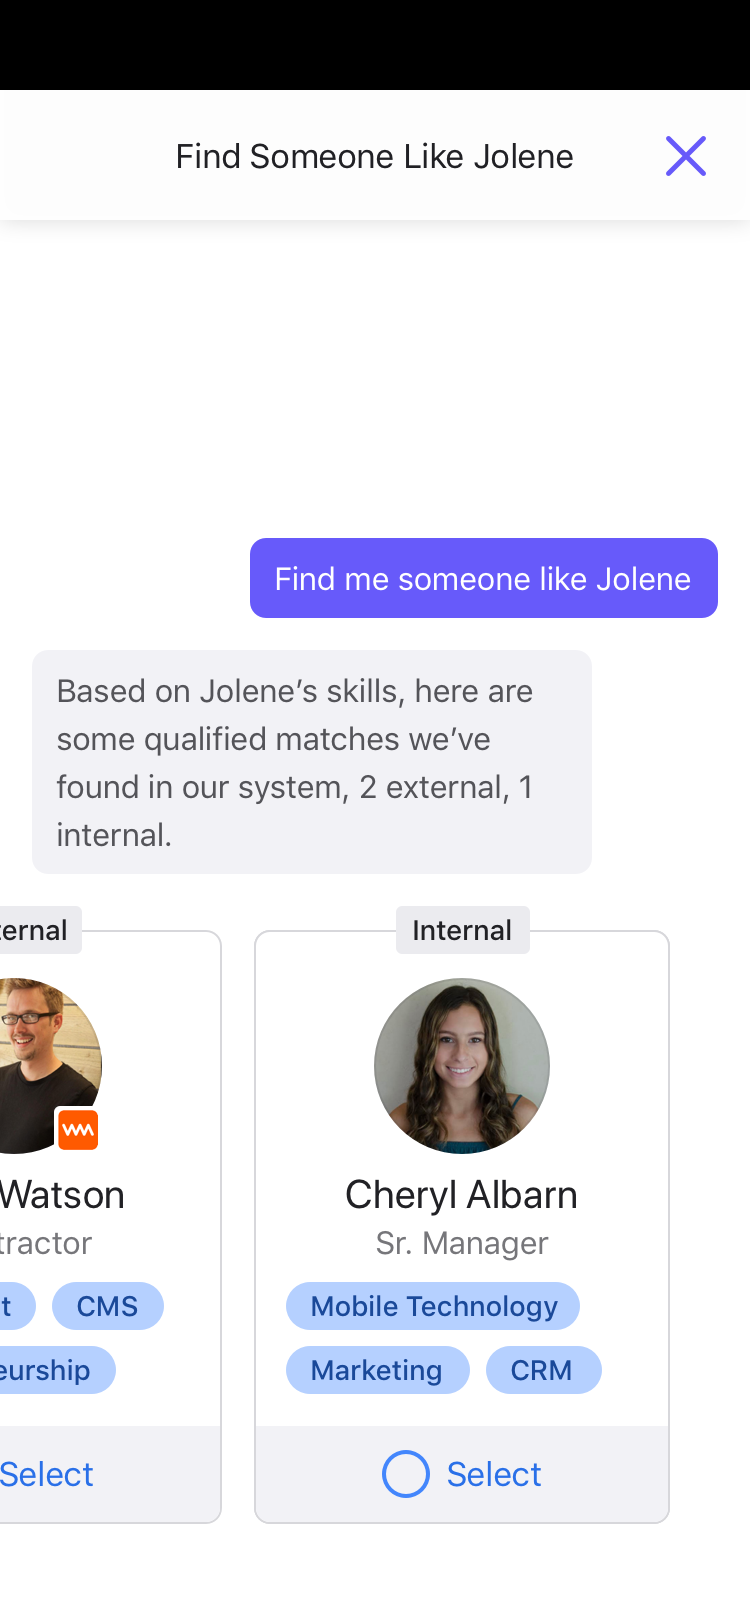 Find Someone Like Jolene
Find me someone like Jolene
Based on Jolene’s skills, here are
some qualified matches we’ve
found in our system, 2 external, 1
internal.
ernal
Internal
Watson
Cheryl Albarn
tractor
Sr. Manager
t
CMS
Mobile Technology
eurship
Marketing
CRM
Select
Select